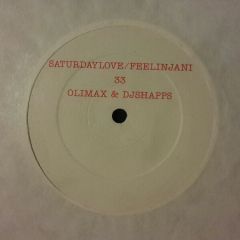 SATURDAYLOVE/FEELINJANI
33
OLIMAX & DJSHAPPS